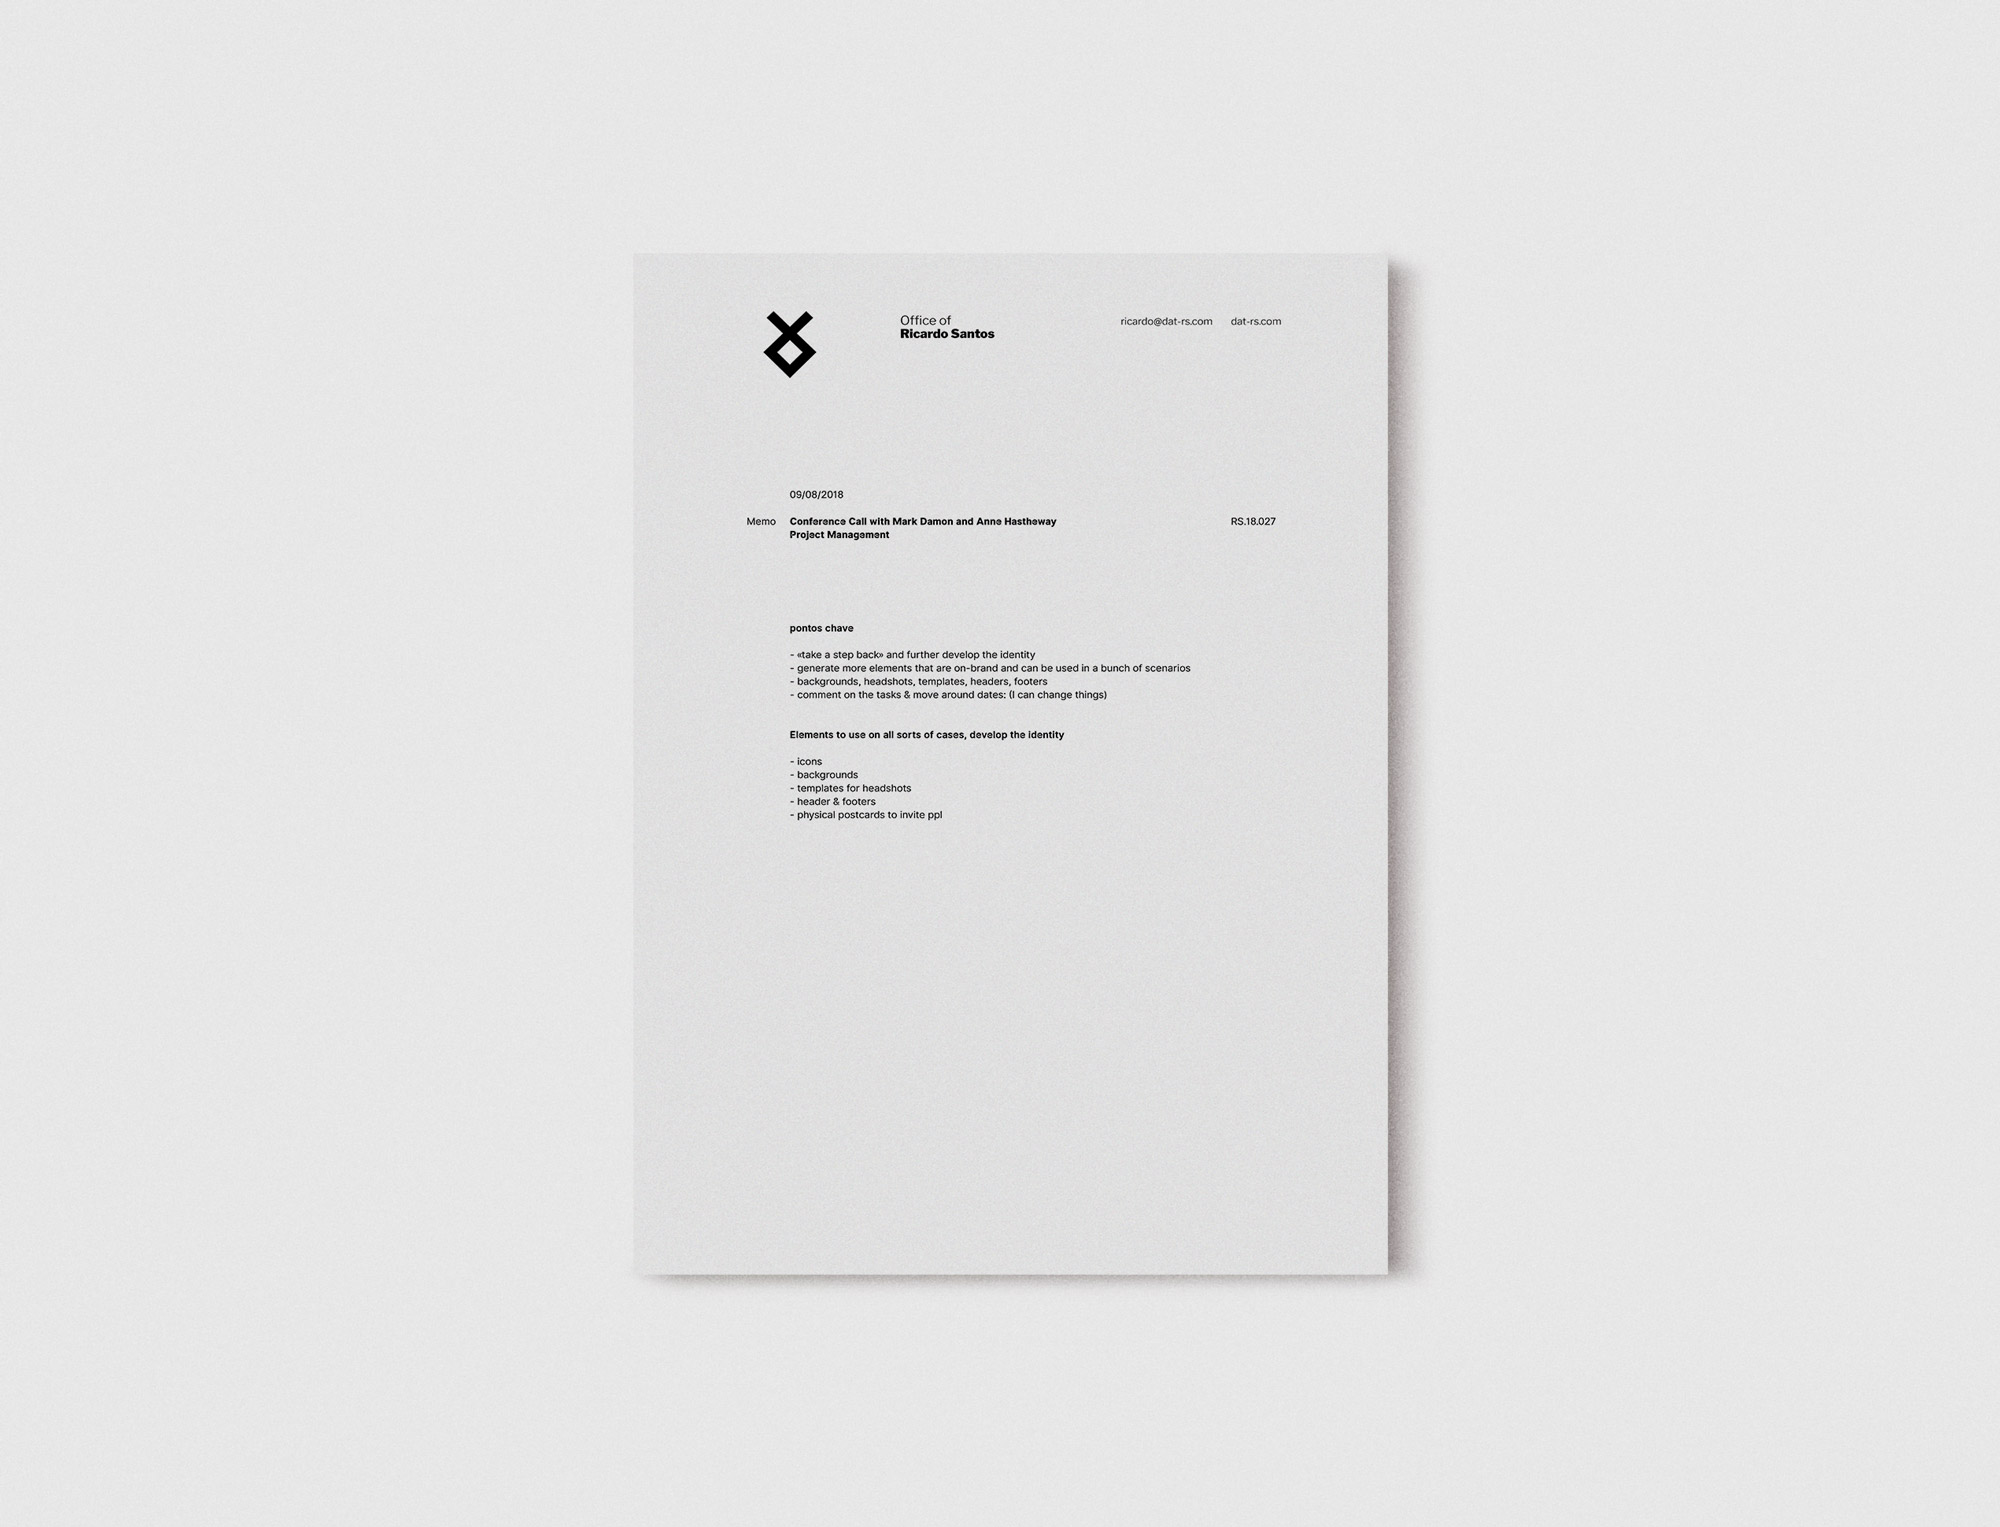 Office of
Ricardo Santos
ricardo@dat-rs.com
dat-rs.com
09/08/2018
Memo
Conference Call with Mark Damon and Anne Hastheway
Project Management
RS.18.027
pontos chave
- «take a step back» and further develop the identity
- generate more elements that are on-brand and can be used in a bunch of scenarios
- backgrounds, headshots, templates, headers, footers
- comment on the tasks & move around dates: (I can change things)
Elements to use on all sorts of cases, develop the identity
- icons
- backgrounds
- templates for headshots
- header & footers
- physical postcards to invite ppl